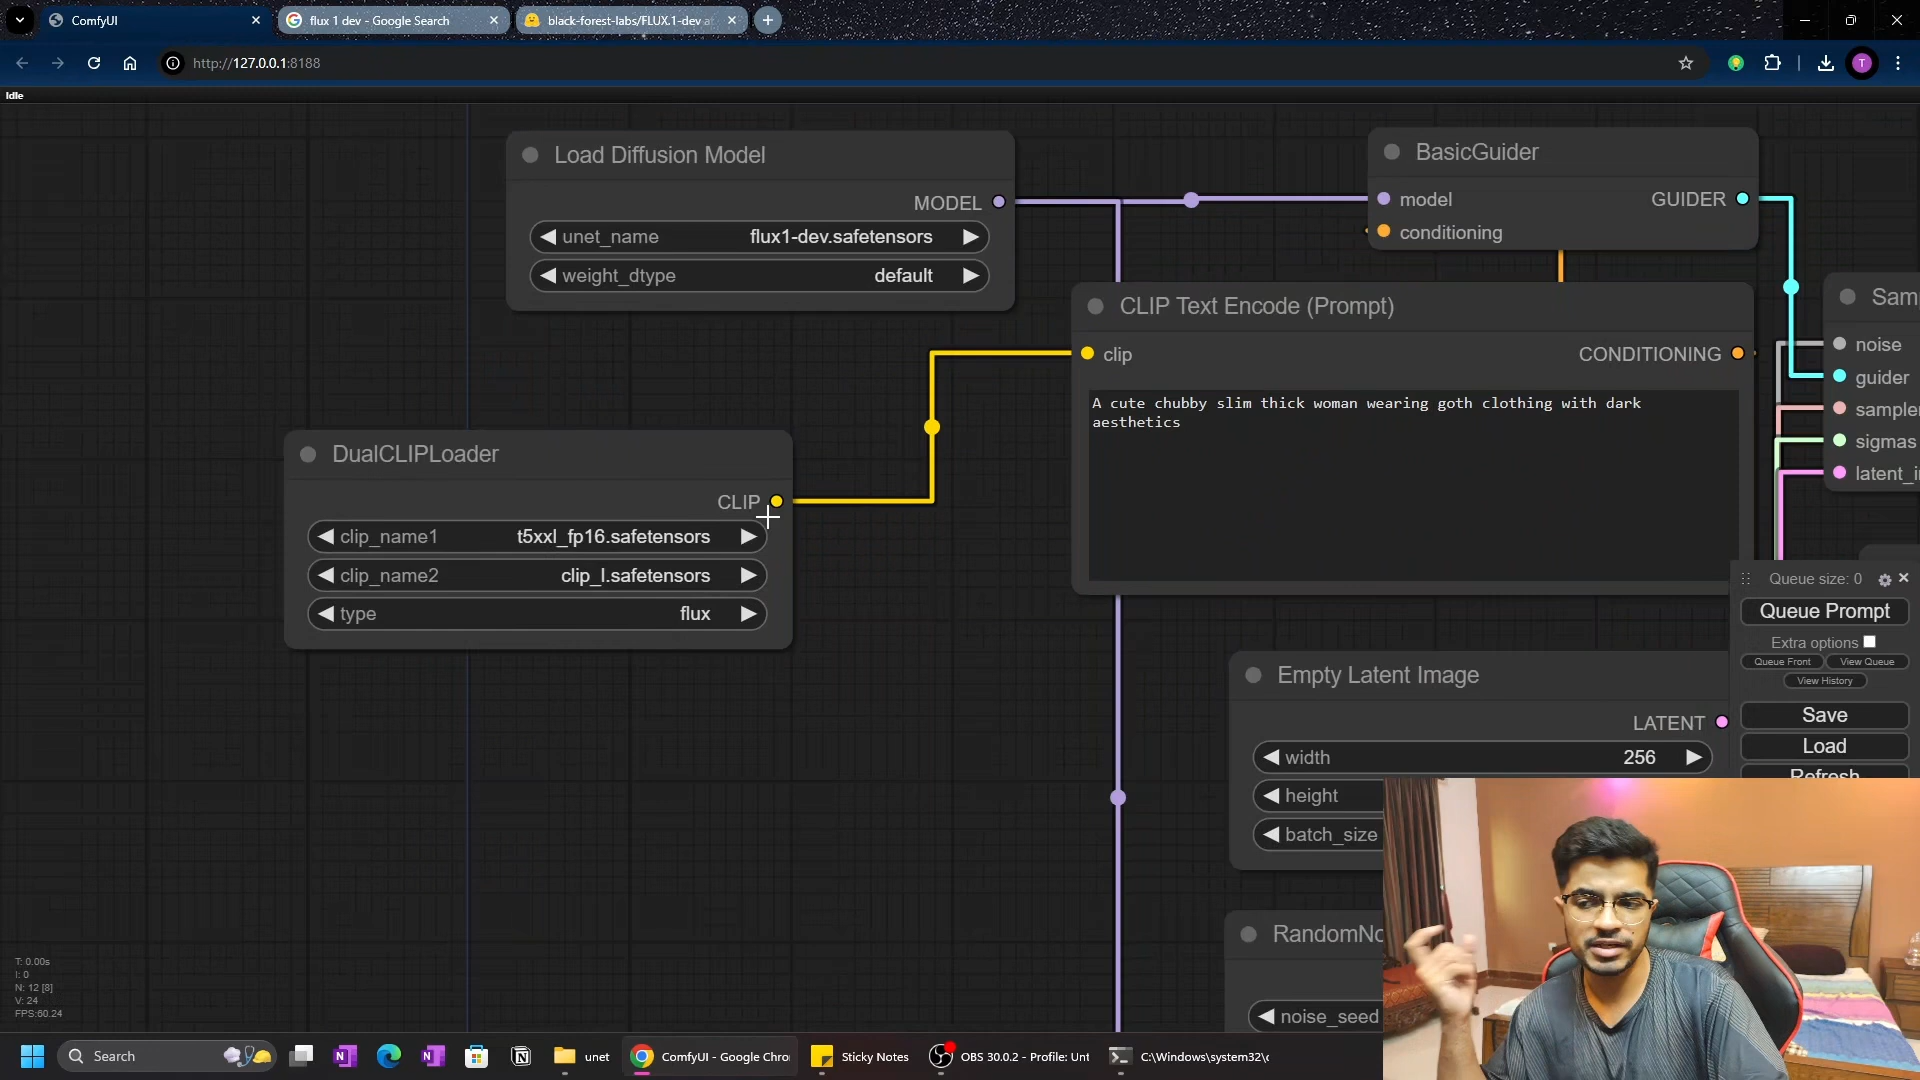 ComfyUI
flux 1 dev - Google Search
black-forest-labs/FLUX.1-dev at
http://127.0.0.1:8188
T
Idle
Load Diffusion Model
MODEL
unet_name flux1-dev.safetensors
weight_dtype default
BasicGuider
model GUIDER
conditioning
CLIP Text Encode (Prompt)
clip CONDITIONING
A cute chubby slim thick woman wearing goth clothing with dark
aesthetics
Sam
noise
guider
sampler
sigmas
latent_i
DualCLIPLoader
CLIP
clip_name1 t5xxl_fp16.safetensors
clip_name2 clip_l.safetensors
type flux
Queue size: 0
Queue Prompt
Extra options
Queue Front View Queue
View History
Save
Load
Refresh
Empty Latent Image
LATENT
width 256
height
batch_size
RandomNo
noise_seed
T: 0.00s
I: 0
N: 12 [8]
V: 24
FPS:60.24
Search
unet
ComfyUI - Google Chro
Sticky Notes
OBS 30.0.2 - Profile: Unt
C:\Windows\system32\c